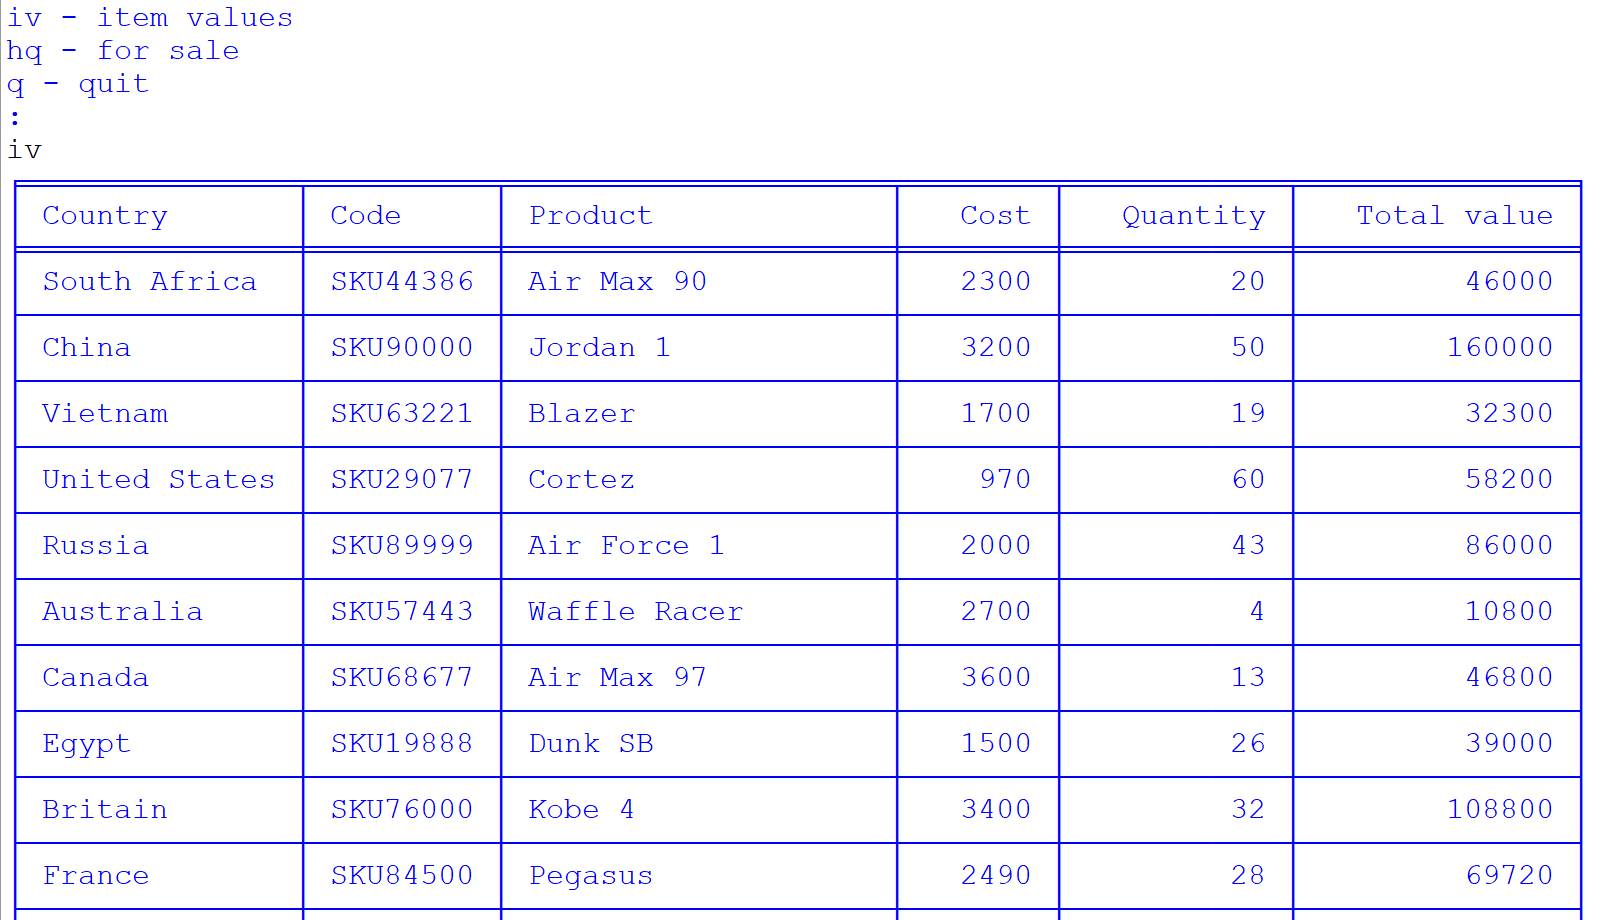 iv - item values
hq - for sale
q - quit
:
iv
Country Code Product Cost Quantity Total value
South Africa SKU44386 Air Max 90 2300 20 46000
China SKU90000 Jordan 1 3200 50 160000
Vietnam SKU63221 Blazer 1700 19 32300
United States SKU29077 Cortez 970 60 58200
Russia SKU89999 Air Force 1 2000 43 86000
Australia SKU57443 Waffle Racer 2700 4 10800
Canada SKU68677 Air Max 97 3600 13 46800
Egypt SKU19888 Dunk SB 1500 26 39000
Britain SKU76000 Kobe 4 3400 32 108800
France SKU84500 Pegasus 2490 28 69720